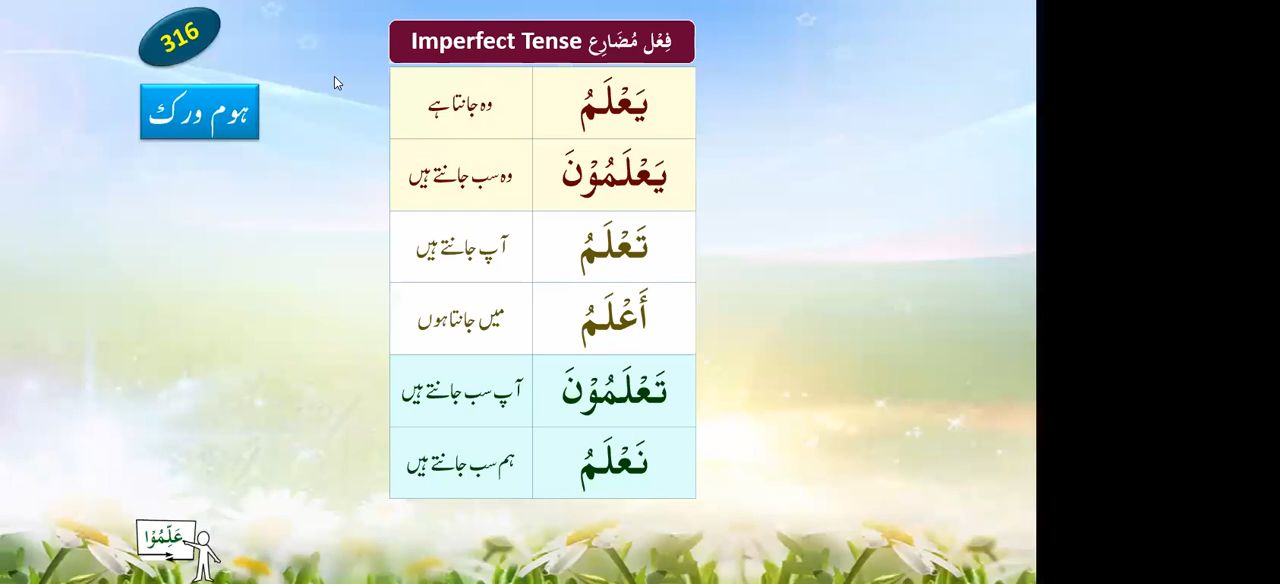 316
ہوم ورک
فِعْل مُضَارِع Imperfect Tense
يَعْلَمُ وہ جانتا ہے
يَعْلَمُوْنَ وہ سب جانتے ہیں
تَعْلَمُ آپ جانتے ہیں
أَعْلَمُ میں جانتا ہوں
تَعْلَمُوْنَ آپ سب جانتے ہیں
نَعْلَمُ ہم سب جانتے ہیں
عَلِّمُوْا